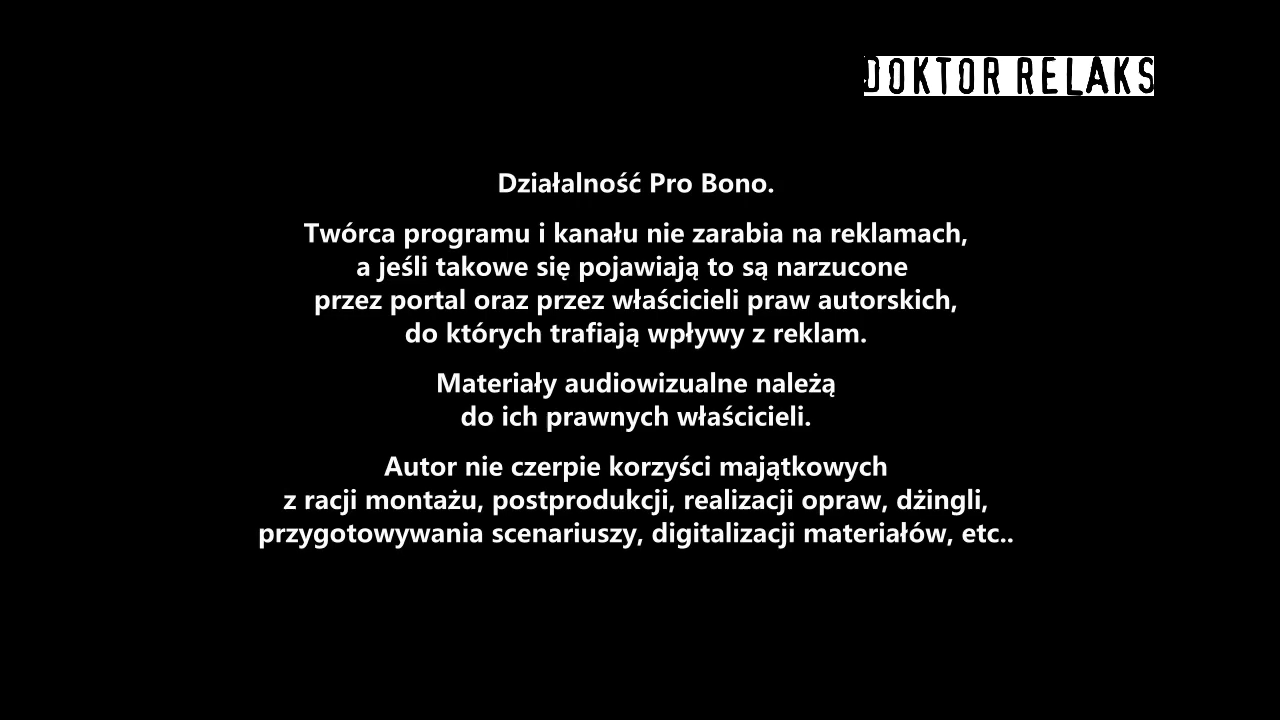 DOKTOR RELAKS
Działalność Pro Bono.
Twórca programu i kanału nie zarabia na reklamach,
a jeśli takowe się pojawiają to są narzucone
przez portal oraz przez właścicieli praw autorskich,
do których trafiają wpływy z reklam.
Materiały audiowizualne należą
do ich prawnych właścicieli.
Autor nie czerpie korzyści majątkowych
z racji montażu, postprodukcji, realizacji opraw, dżingli,
przygotowywania scenariuszy, digitalizacji materiałów, etc..